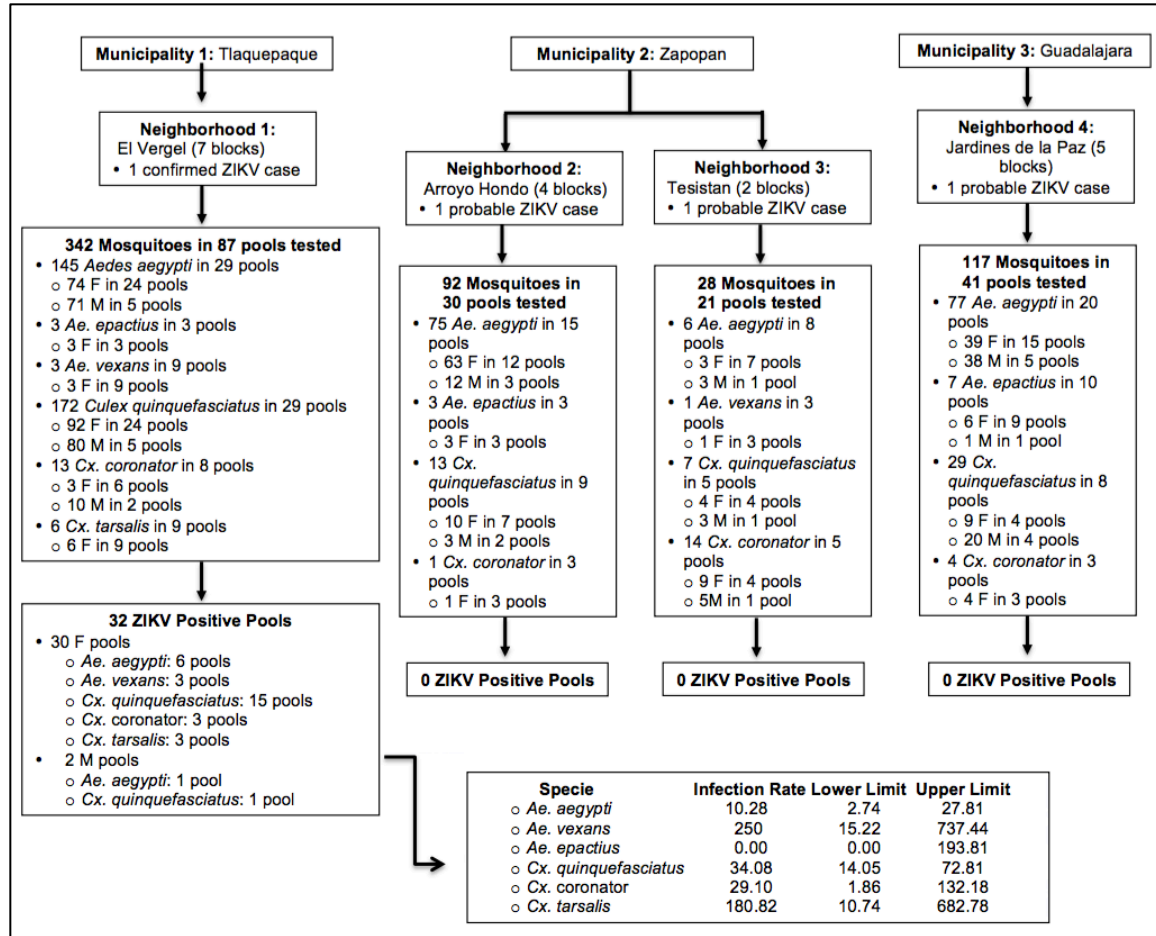 Municipality 1: Tlaquepaque
Neighborhood 1:
El Vergel (7 blocks)
• 1 confirmed ZIKV case
342 Mosquitoes in 87 pools tested
• 145 Aedes aegypti in 29 pools
o 74 F in 24 pools
o 71 M in 5 pools
• 3 Ae. epactius in 3 pools
o 3 F in 3 pools
• 3 Ae. vexans in 9 pools
o 3 F in 9 pools
• 172 Culex quinquefasciatus in 29 pools
o 92 F in 24 pools
o 80 M in 5 pools
• 13 Cx. coronator in 8 pools
o 3 F in 6 pools
o 10 M in 2 pools
• 6 Cx. tarsalis in 9 pools
o 6 F in 9 pools
32 ZIKV Positive Pools
• 30 F pools
o Ae. aegypti: 6 pools
o Ae. vexans: 3 pools
o Cx. quinquefasciatus: 15 pools
o Cx. coronator: 3 pools
o Cx. tarsalis: 3 pools
• 2 M pools
o Ae. aegypti: 1 pool
o Cx. quinquefasciatus: 1 pool
Municipality 2: Zapopan
Neighborhood 2:
Arroyo Hondo (4 blocks)
• 1 probable ZIKV case
92 Mosquitoes in
30 pools tested
• 75 Ae. aegypti in 15
pools
o 63 F in 12 pools
o 12 M in 3 pools
• 3 Ae. epactius in 3
pools
o 3 F in 3 pools
• 13 Cx.
quinquefasciatus in 9
pools
o 10 F in 7 pools
o 3 M in 2 pools
• 1 Cx. coronator in 3
pools
o 1 F in 3 pools
0 ZIKV Positive Pools
Neighborhood 3:
Tesistan (2 blocks)
• 1 probable ZIKV case
28 Mosquitoes in
21 pools tested
• 6 Ae. aegypti in 8
pools
o 3 F in 7 pools
o 3 M in 1 pool
• 1 Ae. vexans in 3
pools
o 1 F in 3 pools
• 7 Cx. quinquefasciatus
in 5 pools
o 4 F in 4 pools
o 3 M in 1 pool
• 14 Cx. coronator in 5
pools
o 9 F in 4 pools
o 5M in 1 pool
0 ZIKV Positive Pools
Municipality 3: Guadalajara
Neighborhood 4:
Jardines de la Paz (5
blocks)
• 1 probable ZIKV case
117 Mosquitoes in
41 pools tested
• 77 Ae. aegypti in 20
pools
o 39 F in 15 pools
o 38 M in 5 pools
• 7 Ae. epactius in 10
pools
o 6 F in 9 pools
o 1 M in 1 pool
• 29 Cx.
quinquefasciatus in 8
pools
o 9 F in 4 pools
o 20 M in 4 pools
• 4 Cx. coronator in 3
pools
o 4 F in 3 pools
0 ZIKV Positive Pools
Specie Infection Rate Lower Limit Upper Limit
o Ae. aegypti 10.28 2.74 27.81
o Ae. vexans 250 15.22 737.44
o Ae. epactius 0.00 0.00 193.81
o Cx. quinquefasciatus 34.08 14.05 72.81
o Cx. coronator 29.10 1.86 132.18
o Cx. tarsalis 180.82 10.74 682.78